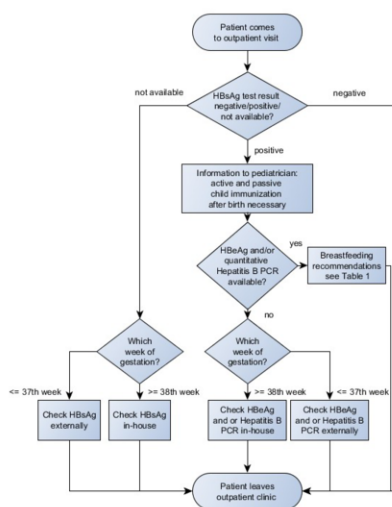 Patient comes
to outpatient visit
not available
HBsAg test result
negative/positive/
not available?
negative
positive
Information to pediatrician:
active and passive
child immunization
after birth necessary
HBeAg and/or
quantitative
Hepatitis B PCR
available?
yes
Breastfeeding
recommendations
see Table 1
no
Which
week of
gestation?
Which
week of
gestation?
<= 37th week
>= 38th week
>= 38th week
<= 37th week
Check HBsAg
externally
Check HBsAg
in-house
Check HBeAg
and or Hepatitis B
PCR in-house
Check HBeAg
and or Hepatitis B
PCR externally
Patient leaves
outpatient clinic